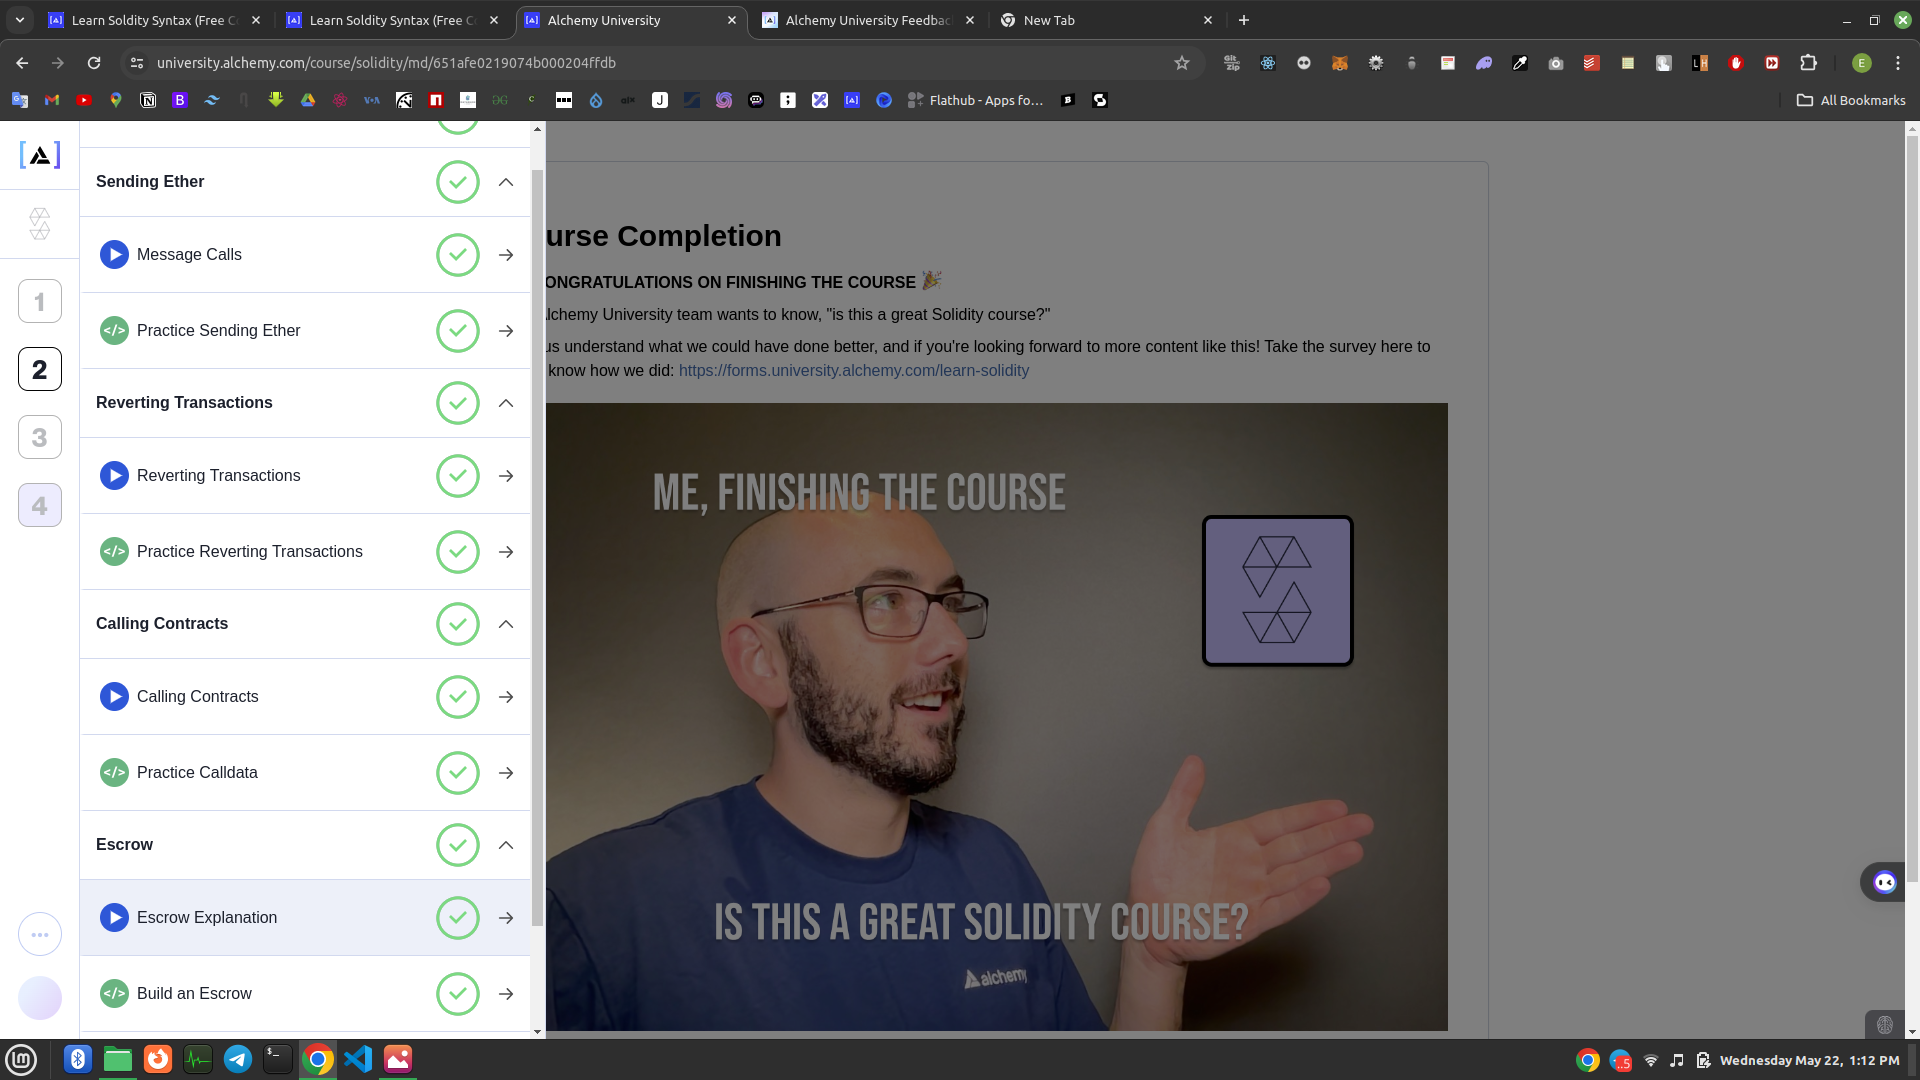 Learn Soldity Syntax (Free C
Learn Soldity Syntax (Free C
Alchemy University
Alchemy University Feedbac
New Tab
university.alchemy.com/course/solidity/md/651afe0219074b000204ffdb
E
Flathub - Apps fo...
All Bookmarks
Sending Ether
Message Calls
Practice Sending Ether
Reverting Transactions
Reverting Transactions
Practice Reverting Transactions
Calling Contracts
Calling Contracts
Practice Calldata
Escrow
Escrow Explanation
Build an Escrow
1
2
3
4
urse Completion
ONGRATULATIONS ON FINISHING THE COURSE 🎉
lchemy University team wants to know, "is this a great Solidity course?"
us understand what we could have done better, and if you're looking forward to more content like this! Take the survey here to
know how we did: https://forms.university.alchemy.com/learn-solidity
ME, FINISHING THE COURSE
IS THIS A GREAT SOLIDITY COURSE?
alchemy
Wednesday May 22, 1:12 PM